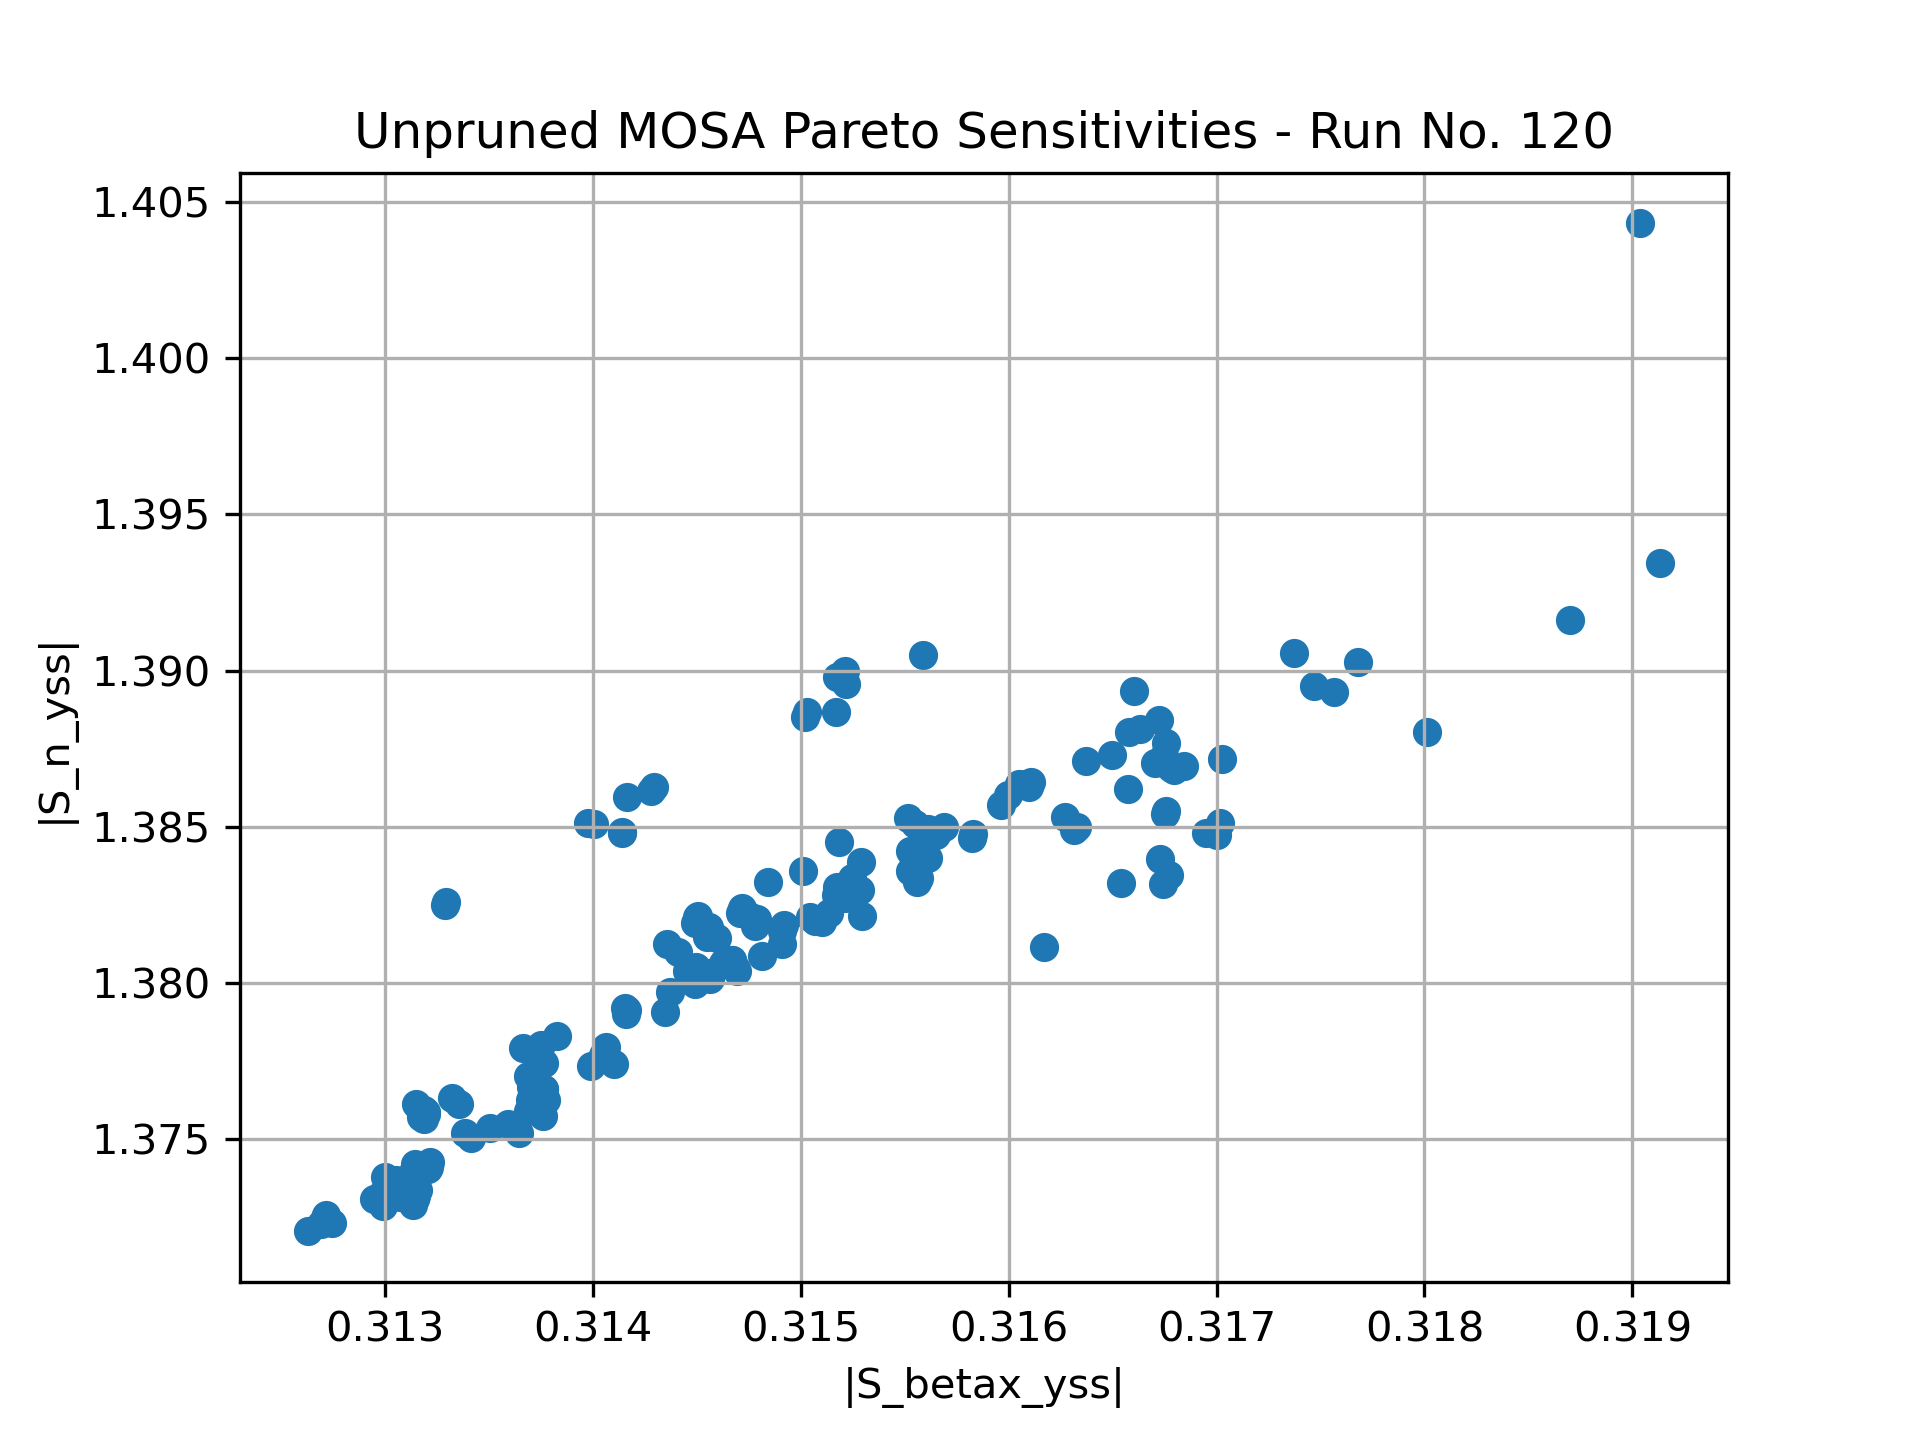 Unpruned MOSA Pareto Sensitivities - Run No. 120
1.405
1.400
1.395
1.390
1.385
1.380
1.375
|S_n_yss|
0.313 0.314 0.315 0.316 0.317 0.318 0.319
|S_betax_yss|